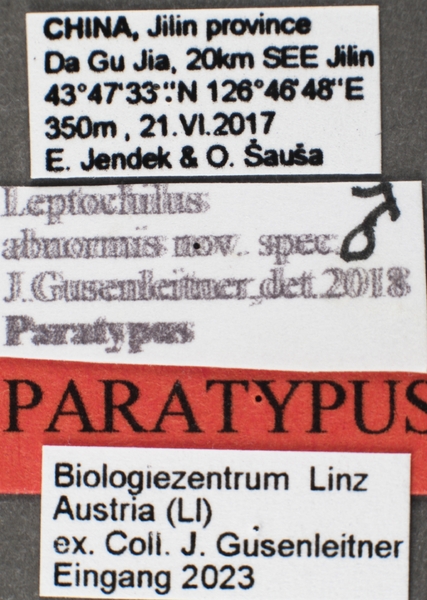 CHINA, Jilin province
Da Gu Jia, 20km SEE Jilin
43°47'33''N 126°46'48''E
350m , 21.VI.2017
E. Jendek & O. Šauša
Leptochilus ♂
abnormis nov. spec.
J.Gusenleitner,det.2018
Paratypus
PARATYPUS
Biologiezentrum Linz
Austria (LI)
ex. Coll. J. Gusenleitner
Eingang 2023